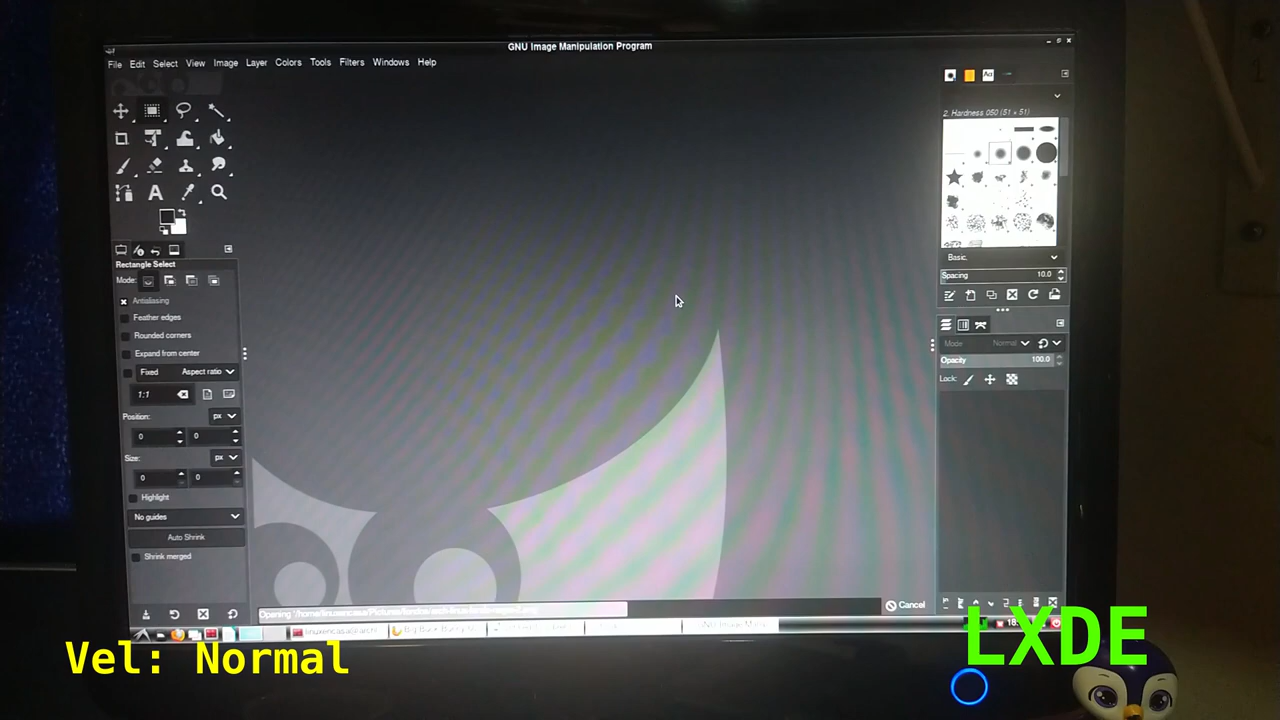 GNU Image Manipulation Program
File Edit Select View Image Layer Colors Tools Filters Windows Help
Aa
2. Hardness 050 (51 × 51)
A
Basic.
Spacing 10.0
Rectangle Select
Mode:
Antialiasing
Feather edges
Rounded corners
Expand from center
Fixed Aspect ratio
1:1
Position: px
0 0
Size: px
0 0
Highlight
No guides
Auto Shrink
Shrink merged
Mode Normal
Opacity 100.0
Lock:
Cancel
Vel: Normal
LXDE